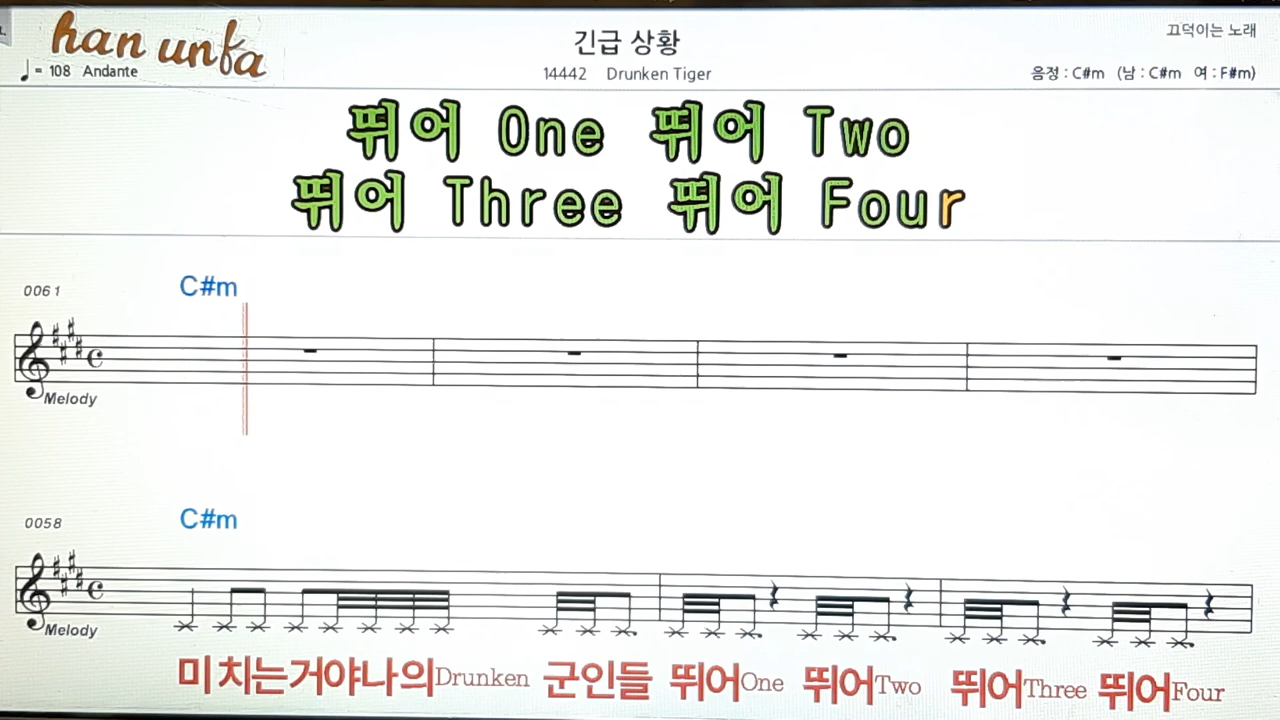 han unfa
긴급 상황
끄덕이는 노래
♩= 108 Andante
14442 Drunken Tiger
음정 : C#m (남 : C#m 여 : F#m)
뛰어 One 뛰어 Two
뛰어 Three 뛰어 Four
0061
C#m
Melody
0058
C#m
Melody
미 치는거야나의Drunken 군인들 뛰어One 뛰어Two 뛰어Three 뛰어Four